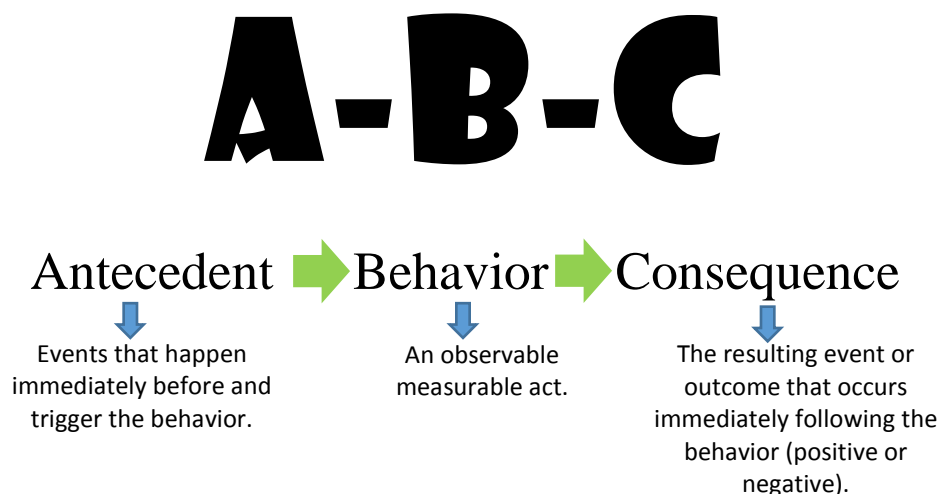 A-B-C
Antecedent Behavior Consequence
Events that happen
immediately before and
trigger the behavior.
An observable
measurable act.
The resulting event or
outcome that occurs
immediately following the
behavior (positive or
negative).